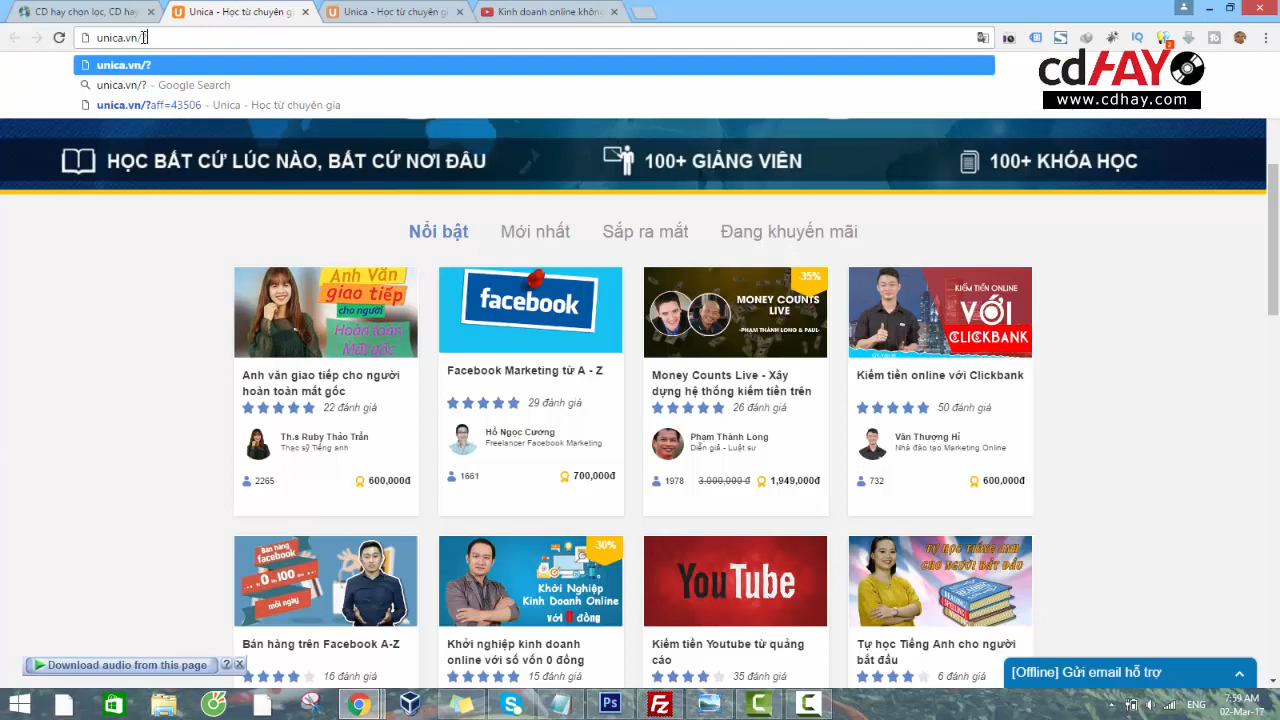 CD hay chọn lọc, CD hay
Unica - Học từ chuyên gi
Unica - Học từ chuyên gi
Kinh doanh online khôn
unica.vn/?
unica.vn/?
unica.vn/? - Google Search
unica.vn/?aff=43506 - Unica - Học từ chuyên gia
cdHAY
www.cdhay.com
HỌC BẤT CỨ LÚC NÀO, BẤT CỨ NƠI ĐÂU
100+ GIẢNG VIÊN
100+ KHÓA HỌC
Nổi bật
Mới nhất
Sắp ra mắt
Đang khuyến mãi
Anh Văn
giao tiếp
cho người
Hoàn toàn
Mất gốc
facebook
-35%
MONEY COUNTS
LIVE
-PHẠM THÀNH LONG & PAUL-
KIẾM TIỀN ONLINE
VỚI
CLICKBANK
Anh văn giao tiếp cho người
hoàn toàn mất gốc
22 đánh giá
Th.s Ruby Thảo Trần
Thạc sỹ Tiếng anh
2265
600,000đ
Facebook Marketing từ A - Z
29 đánh giá
Hồ Ngọc Cương
Freelancer Facebook Marketing
1661
700,000đ
Money Counts Live - Xây
dựng hệ thống kiếm tiền trên
26 đánh giá
Phạm Thành Long
Diễn giả - Luật sư
1978
3,000,000 đ
1,949,000đ
Kiếm tiền online với Clickbank
50 đánh giá
Văn Thượng Hỉ
Nhà đào tạo Marketing Online
732
600,000đ
Bán hàng
facebook
từ 0 to 100 đơn
mỗi ngày
-30%
Khởi Nghiệp
Kinh Doanh Online
với 0 đồng
YouTube
TỰ HỌC TIẾNG ANH
CHO NGƯỜI BẮT ĐẦU
Bán hàng trên Facebook A-Z
16 đánh giá
Khởi nghiệp kinh doanh
online với số vốn 0 đồng
15 đánh giá
Kiếm tiền Youtube từ quảng
cáo
26 đánh giá
Tự học Tiếng Anh cho người
bắt đầu
6 đánh giá
Download audio from this page
[Offline] Gửi email hỗ trợ
ENG
7:59 AM
02-Mar-17